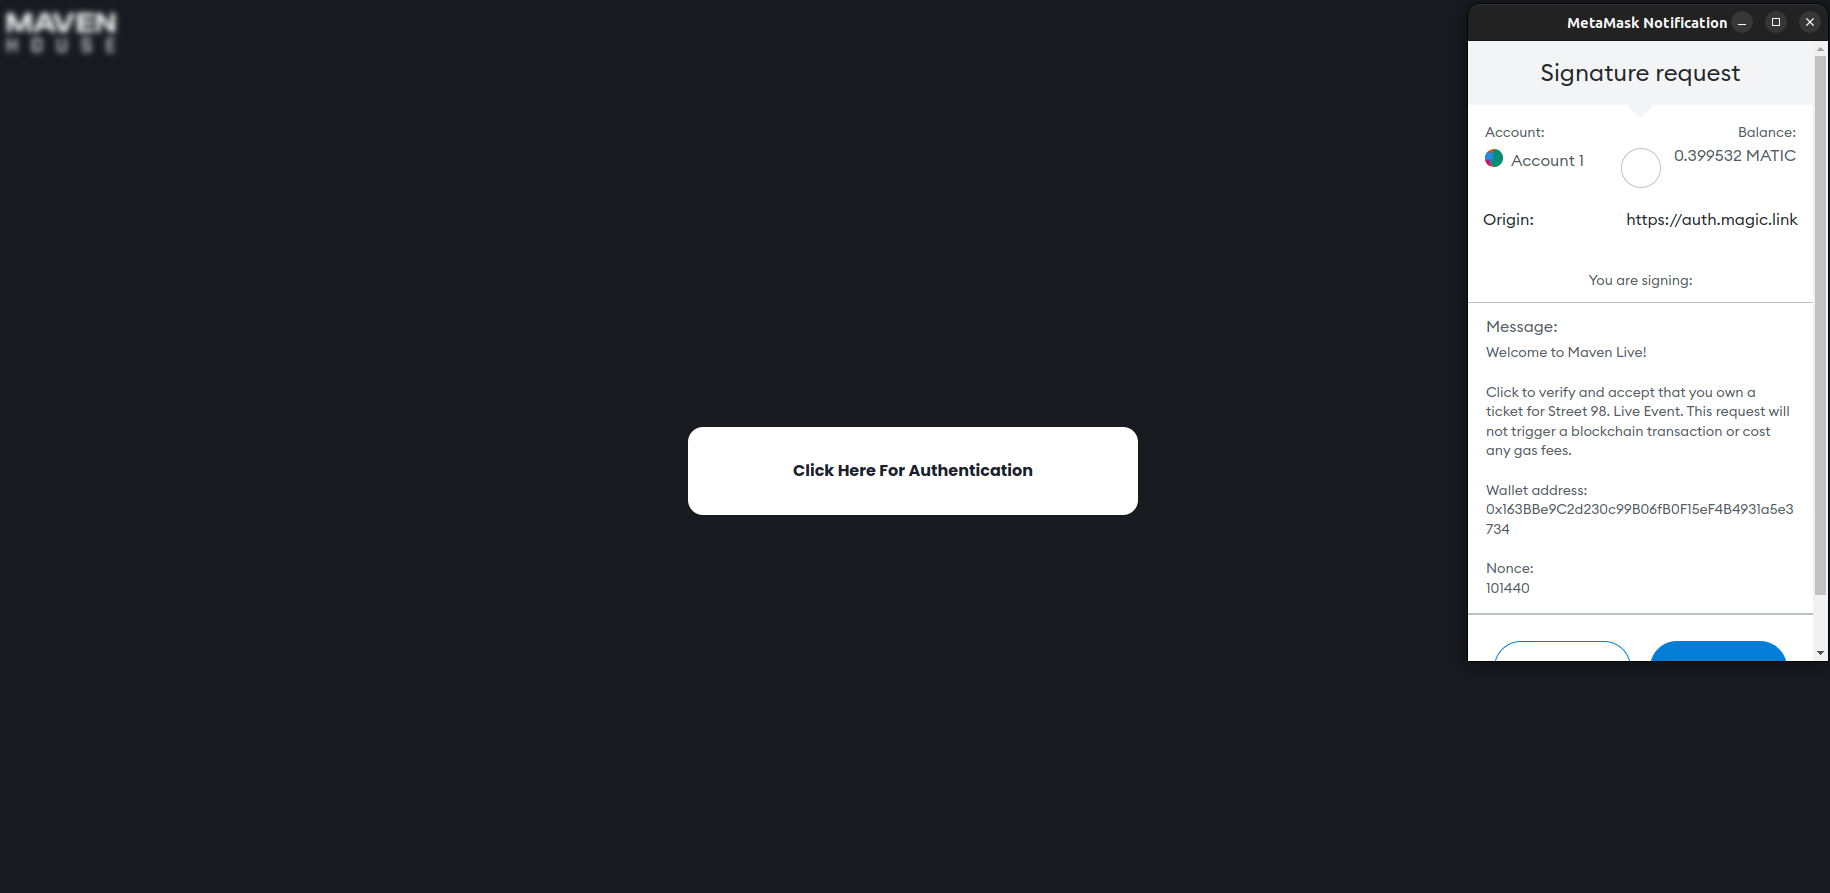 MAVEN
HOUSE
Click Here For Authentication
MetaMask Notification
Signature request
Account:
Balance:
Account 1
0.399532 MATIC
Origin:
https://auth.magic.link
You are signing:
Message:
Welcome to Maven Live!
Click to verify and accept that you own a
ticket for Street 98. Live Event. This request will
not trigger a blockchain transaction or cost
any gas fees.
Wallet address:
0x163BBe9C2d230c99B06fB0F15eF4B4931a5e3
734
Nonce:
101440